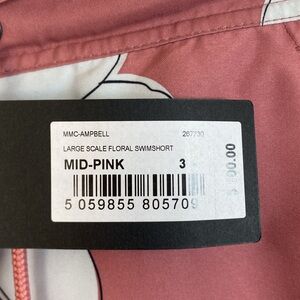 MMC-AMPBELL 267730
LARGE SCALE FLORAL SWIMSHORT
MID-PINK 3
5 059855 805709